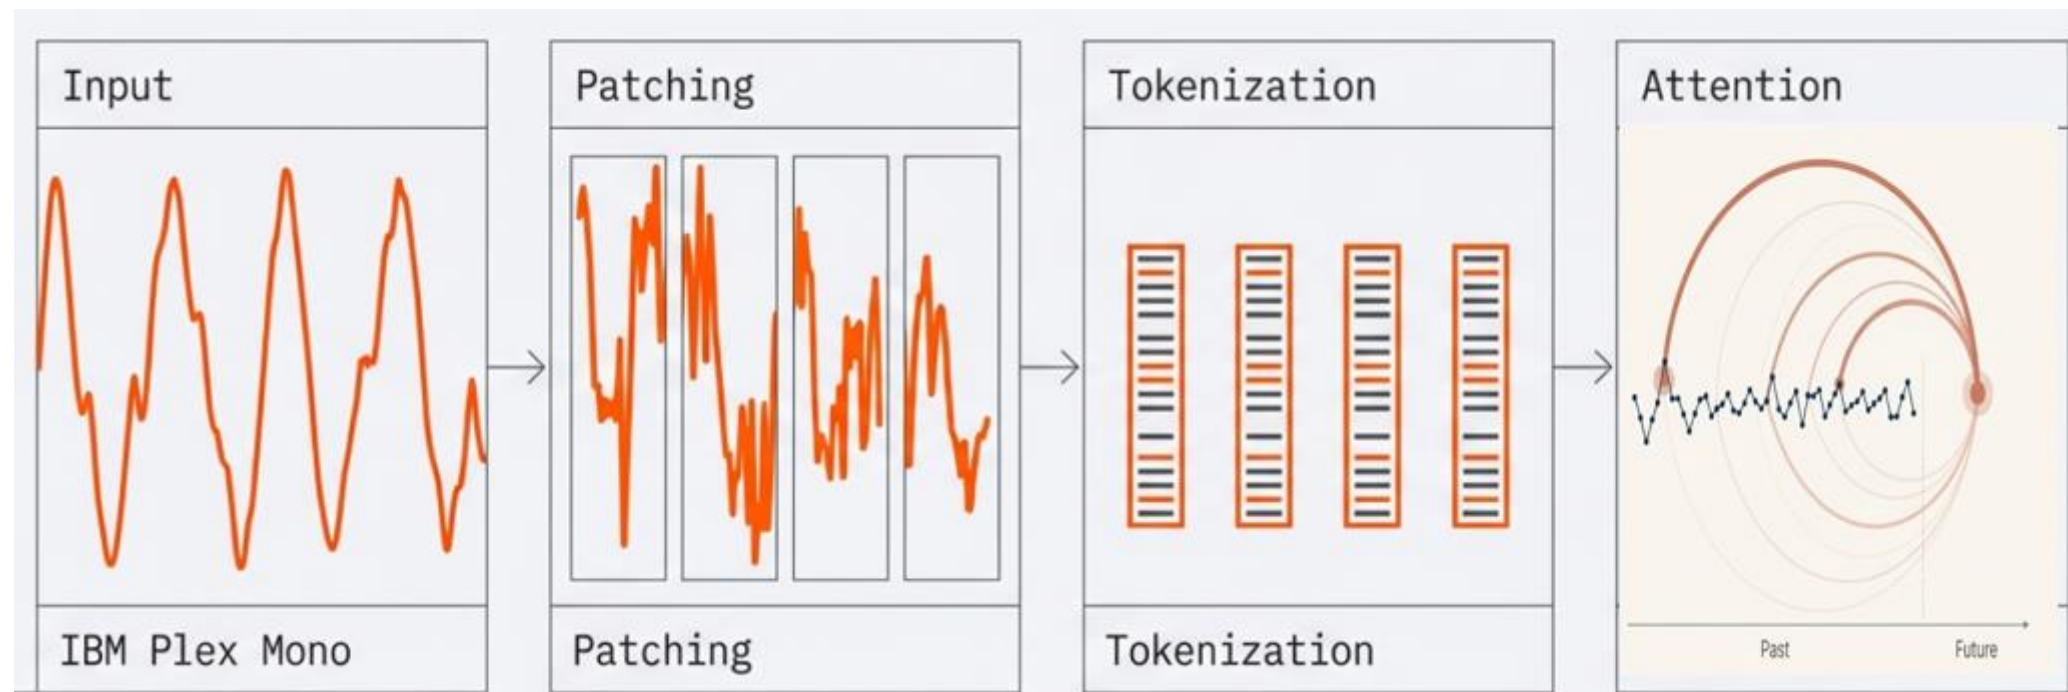 Input
Patching
Tokenization
Attention
IBM Plex Mono
Patching
Tokenization
Past
Future